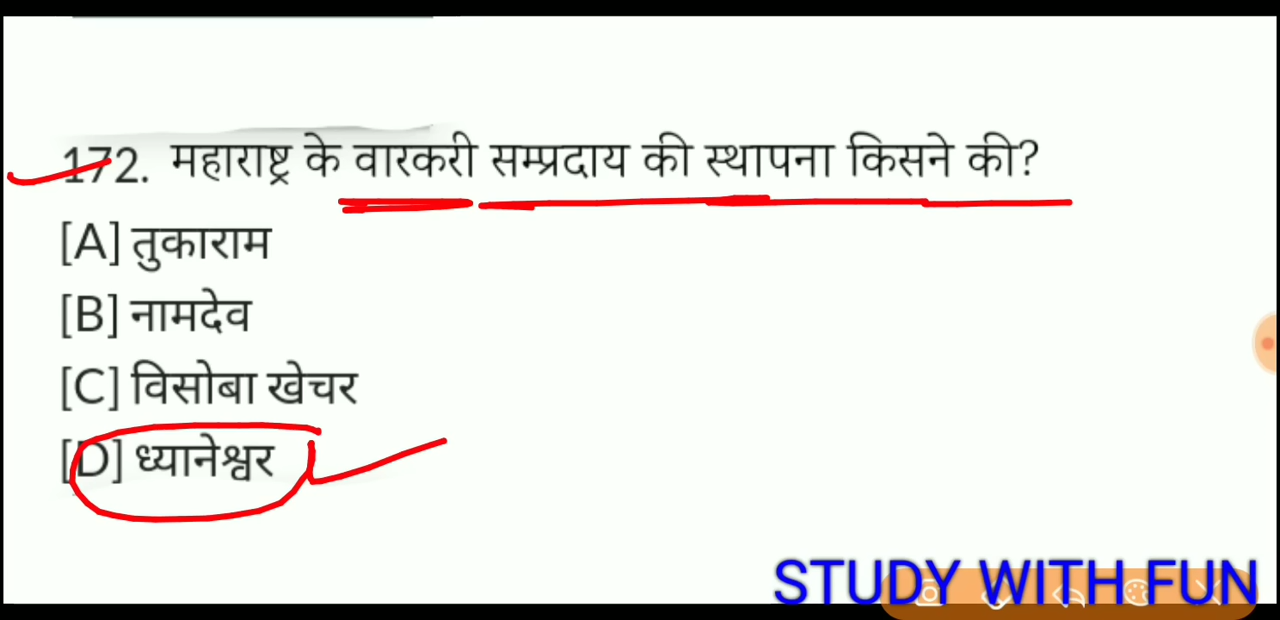 172. महाराष्ट्र के वारकरी सम्प्रदाय की स्थापना किसने की?
[A] तुकाराम
[B] नामदेव
[C] विसोबा खेचर
[D] ध्यानेश्वर
STUDY WITH FUN